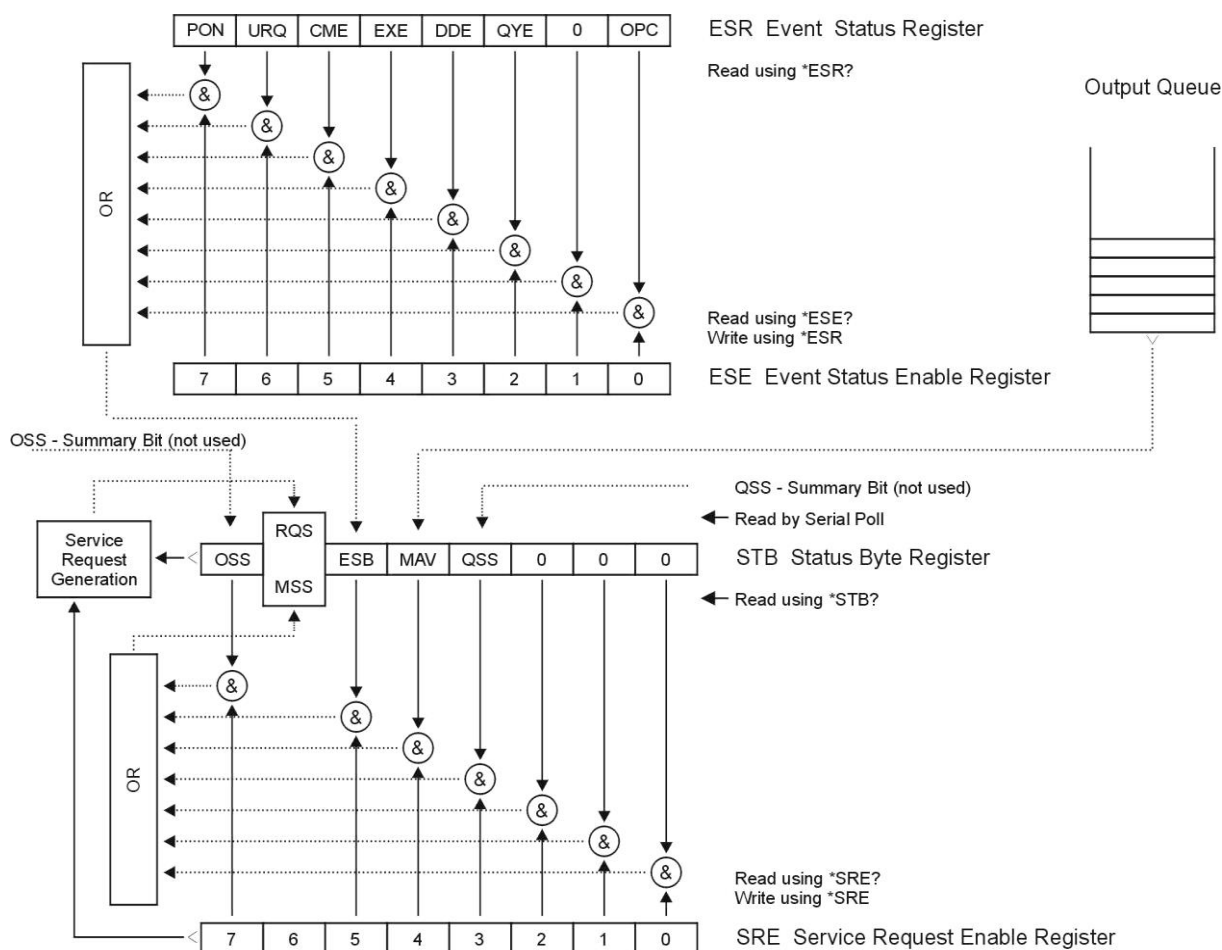 PON URQ CME EXE DDE QYE 0 OPC
ESR Event Status Register
Read using *ESR?
Output Queue
&
&
&
&
&
&
&
&
OR
Read using *ESE?
Write using *ESR
7 6 5 4 3 2 1 0
ESE Event Status Enable Register
OSS - Summary Bit (not used)
QSS - Summary Bit (not used)
Read by Serial Poll
Service
Request
Generation
RQS
OSS ESB MAV QSS 0 0 0
STB Status Byte Register
MSS
Read using *STB?
&
&
&
&
&
&
&
OR
Read using *SRE?
Write using *SRE
7 6 5 4 3 2 1 0
SRE Service Request Enable Register